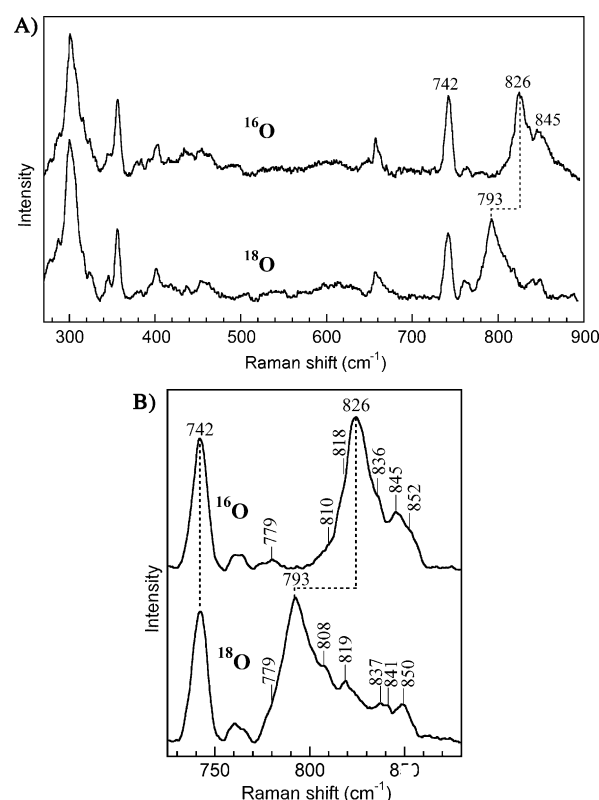 A)
742
826
845
16O
793
18O
Intensity
300 400 500 600 700 800 900
Raman shift (cm-1)
B)
742
826
818
836
845
852
810
16O
779
793
18O
779
808
819
837
841
850
Intensity
750 800
Raman shift (cm-1)